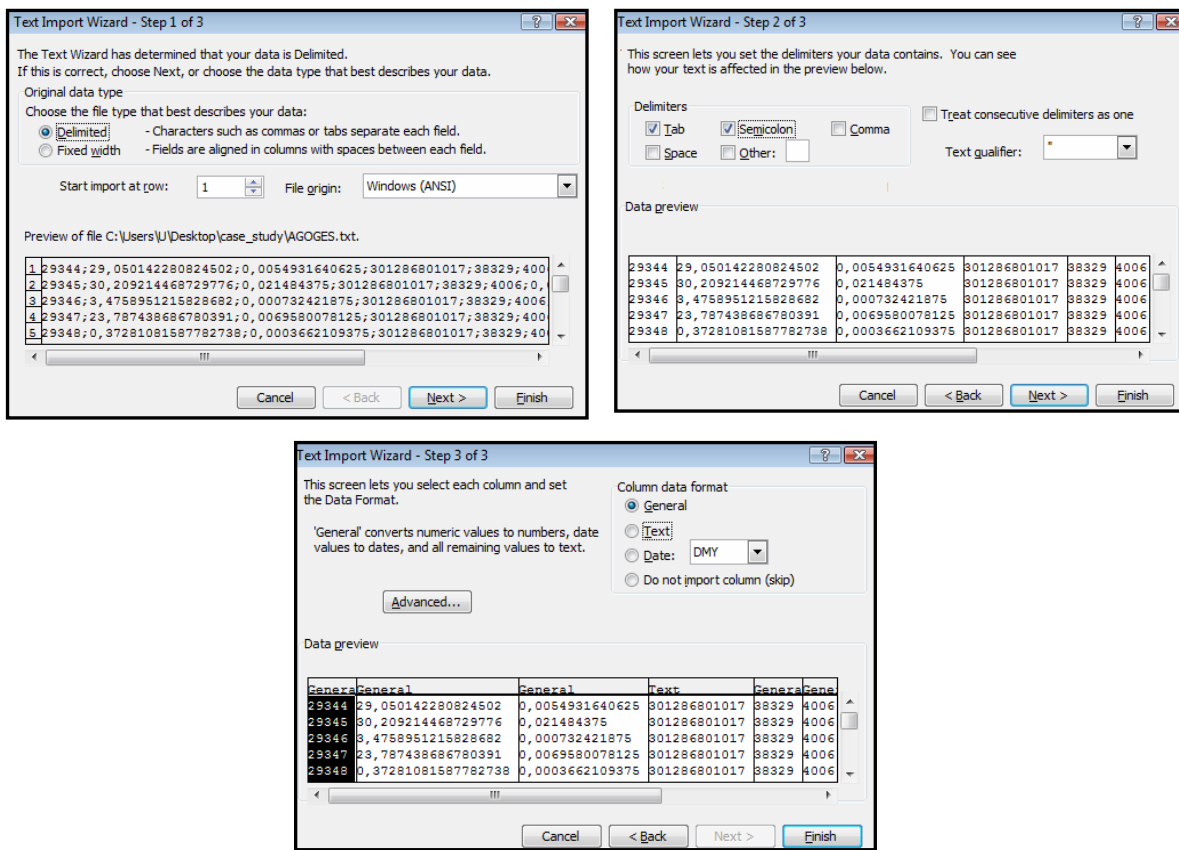 Text Import Wizard - Step 1 of 3
The Text Wizard has determined that your data is Delimited.
If this is correct, choose Next, or choose the data type that best describes your data.
Original data type
Choose the file type that best describes your data:
Delimited - Characters such as commas or tabs separate each field.
Fixed width - Fields are aligned in columns with spaces between each field.
Start import at row: 1 File origin: Windows (ANSI)
Preview of file C:\Users\U\Desktop\case_study\AGOGES.txt.
1 29344;29,050142280824502;0,0054931640625;301286801017;38329;400
2 29345;30,209214468729776;0,021484375;301286801017;38329;4006;0,
3 29346;3,4758951215828682;0,000732421875;301286801017;38329;4006
4 29347;23,787438686780391;0,0069580078125;301286801017;38329;400
5 29348;0,37281081587782738;0,0003662109375;301286801017;38329;40
Cancel < Back Next > Finish
Text Import Wizard - Step 2 of 3
This screen lets you set the delimiters your data contains. You can see
how your text is affected in the preview below.
Delimiters
Tab Semicolon Comma
Space Other:
Treat consecutive delimiters as one
Text qualifier: "
Data preview
29344 29,050142280824502 0,0054931640625 301286801017 38329 4006
29345 30,209214468729776 0,021484375 301286801017 38329 4006
29346 3,4758951215828682 0,000732421875 301286801017 38329 4006
29347 23,787438686780391 0,0069580078125 301286801017 38329 4006
29348 0,37281081587782738 0,0003662109375 301286801017 38329 4006
Cancel < Back Next > Finish
Text Import Wizard - Step 3 of 3
This screen lets you select each column and set
the Data Format.
'General' converts numeric values to numbers, date
values to dates, and all remaining values to text.
Advanced...
Column data format
General
Text
Date: DMY
Do not import column (skip)
Data preview
Genera General General Text Genera Gene
29344 29,050142280824502 0,0054931640625 301286801017 38329 4006
29345 30,209214468729776 0,021484375 301286801017 38329 4006
29346 3,4758951215828682 0,000732421875 301286801017 38329 4006
29347 23,787438686780391 0,0069580078125 301286801017 38329 4006
29348 0,37281081587782738 0,0003662109375 301286801017 38329 4006
Cancel < Back Next > Finish